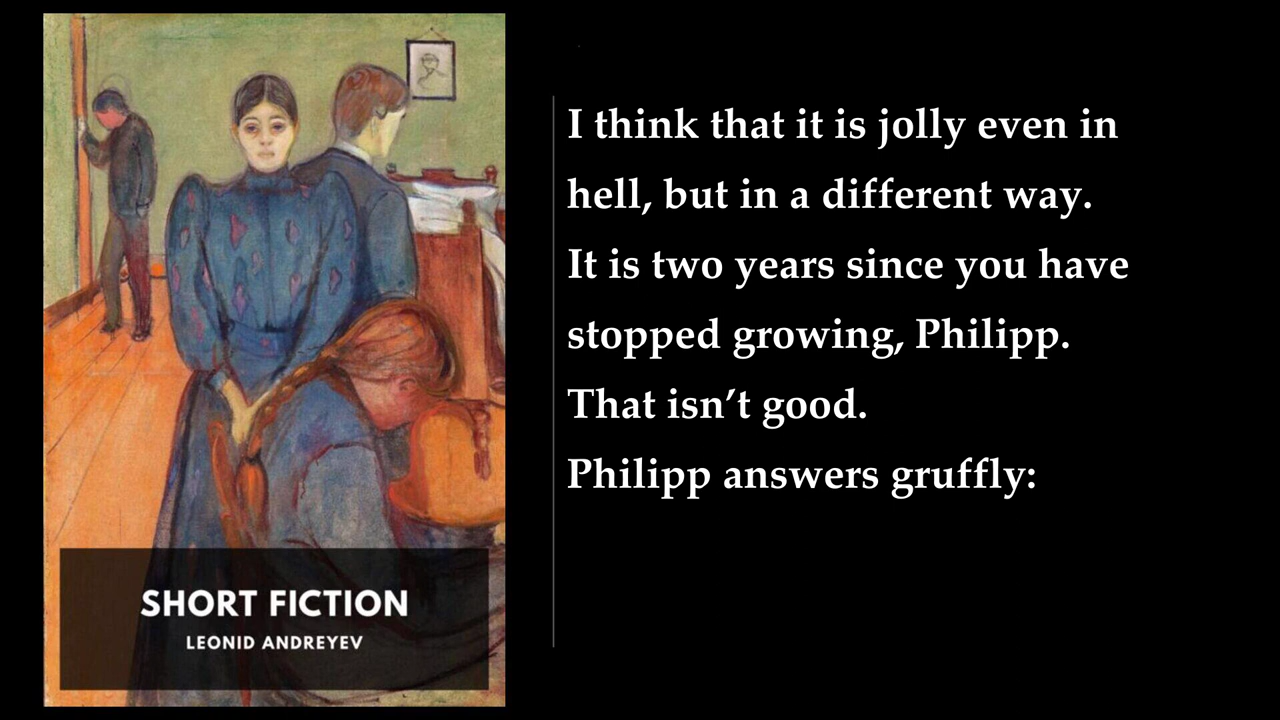 SHORT FICTION
LEONID ANDREYEV
I think that it is jolly even in
hell, but in a different way.
It is two years since you have
stopped growing, Philipp.
That isn’t good.
Philipp answers gruffly: